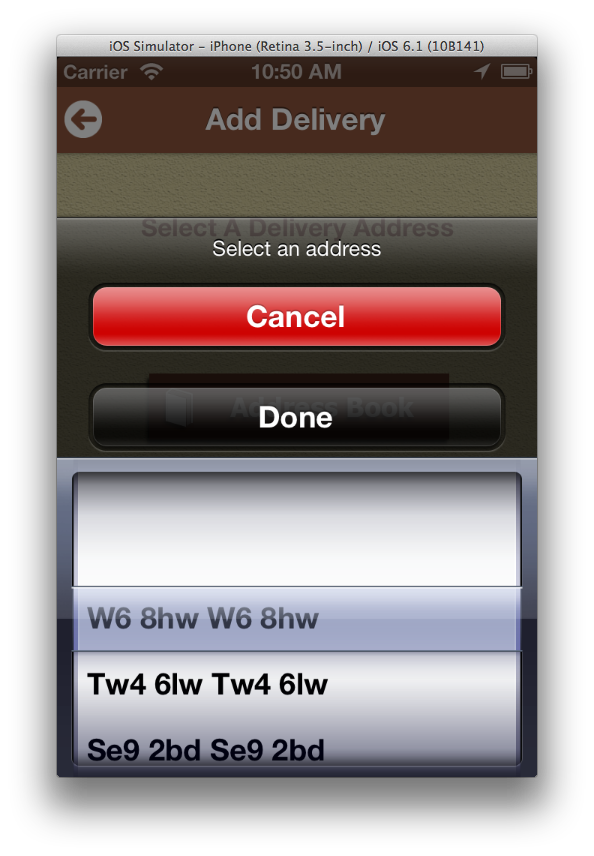 iOS Simulator – iPhone (Retina 3.5-inch) / iOS 6.1 (10B141)
Carrier 10:50 AM
Add Delivery
Select A Delivery Address
Select an address
Cancel
Address Book
Done
W6 8hw W6 8hw
Tw4 6lw Tw4 6lw
Se9 2bd Se9 2bd